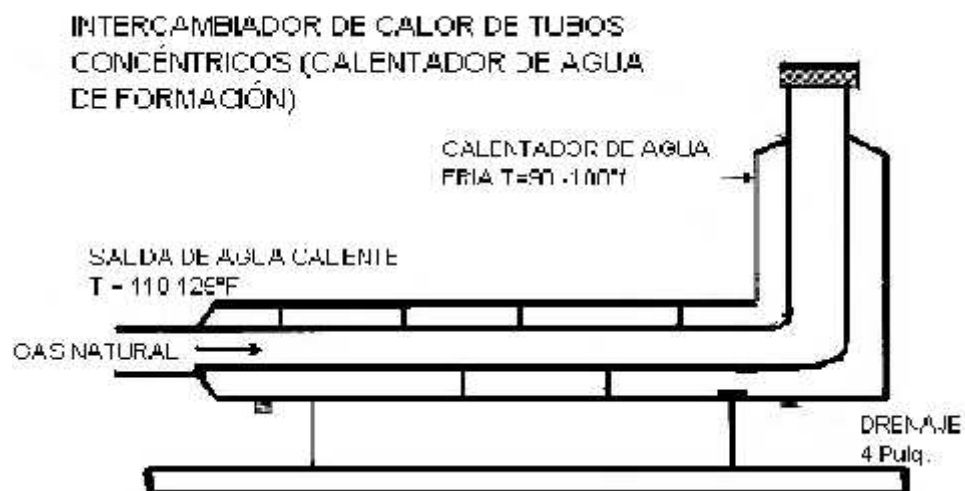 INTERCAMBIADOR DE CALOR DE TUBOS
CONCÉNTRICOS (CALENTADOR DE AGUA
DE FORMACIÓN)
CALENTADOR DE AGUA
FRIA T=90 -100°f
SALIDA DE AGUA CALIENTE
T = 110 125°F
GAS NATURAL
DRENAJE
4 Pulg.